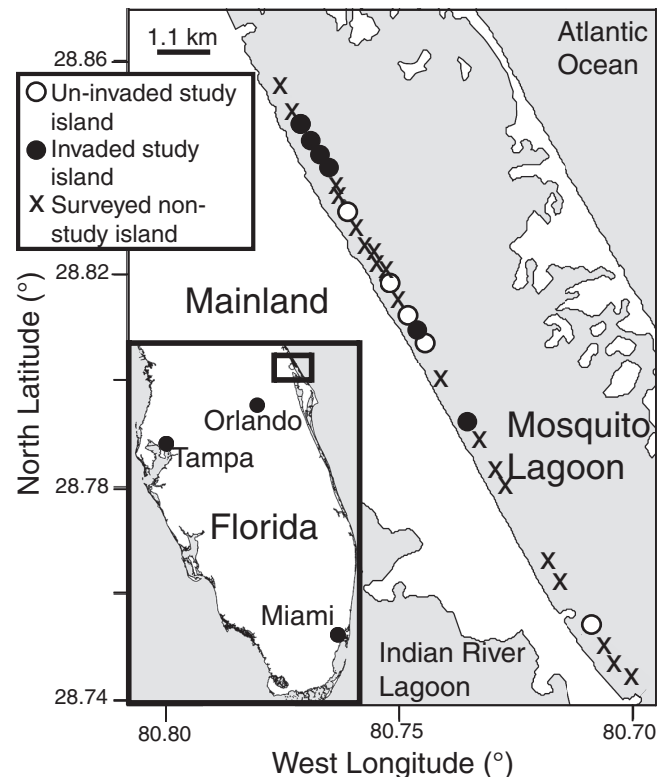 1.1 km
Atlantic
Ocean
28.86
Un-invaded study
island
Invaded study
island
X Surveyed non-
study island
28.82
Mainland
North Latitude (°)
Orlando
Tampa
Mosquito
Lagoon
28.78
Florida
Miami
Indian River
Lagoon
28.74
80.80
80.75
80.70
West Longitude (°)